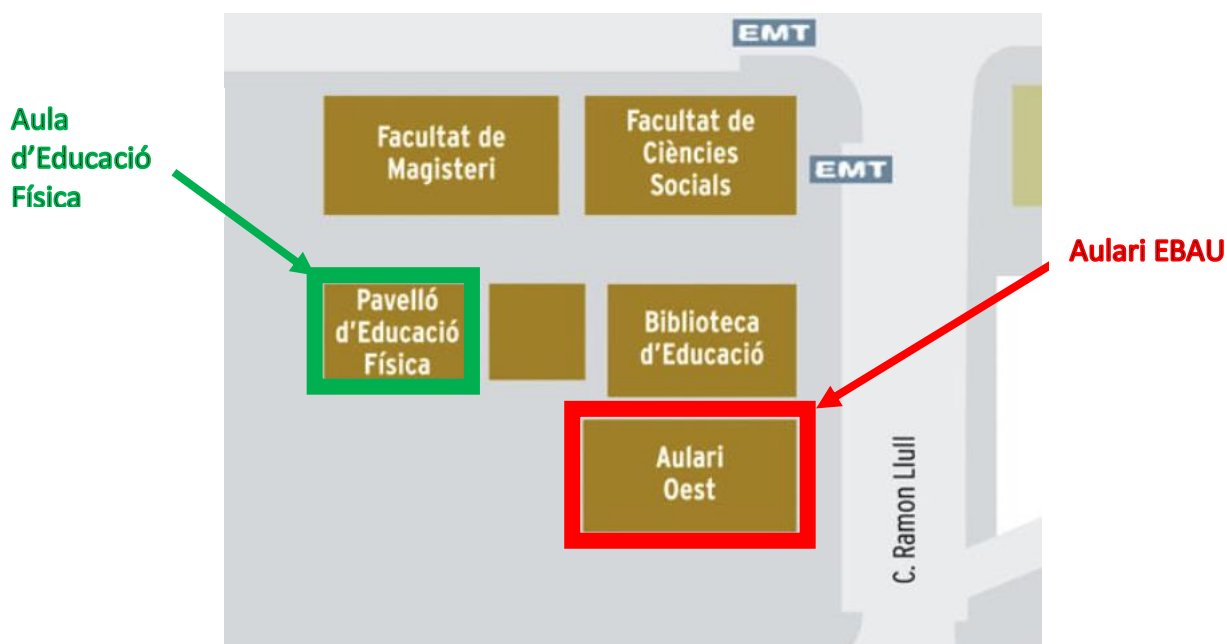 EMT
Aula
d'Educació
Física
Facultat de
Magisteri
Facultat de
Ciències
Socials
EMT
Aulari EBAU
Pavelló
d'Educació
Física
Biblioteca
d'Educació
Aulari
Oest
C. Ramon Llull